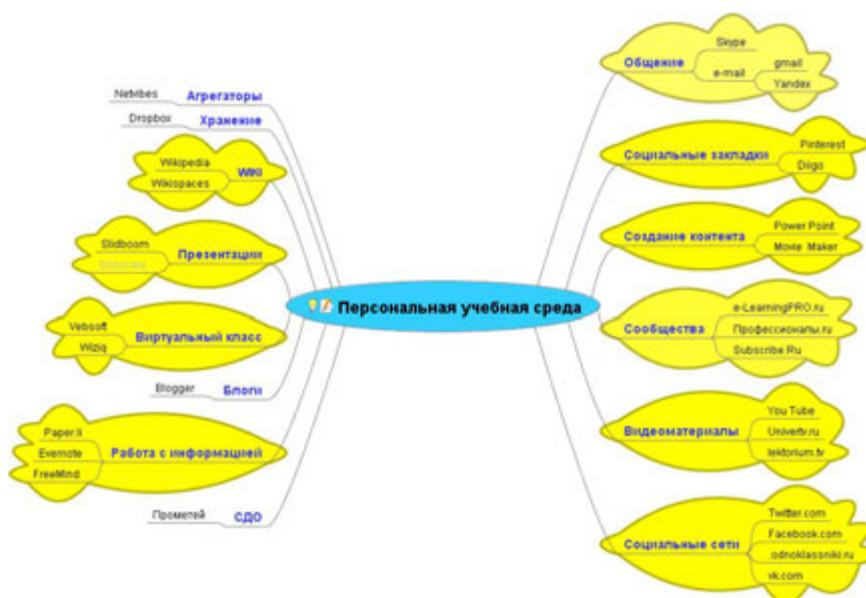 Персональная учебная среда
Netvibes
Агрегаторы
Dropbox
Хранение
Wikipedia
Wikispaces
WIKI
Slidboom
Презентации
Vebsoft
Wiziq
Виртуальный класс
Blogger
Блоги
Paper.li
Evernote
FreeMind
Работа с информацией
Прометей
СДО
Общение
Skype
e-mail
gmail
Yandex
Социальные закладки
Pinterest
Diigo
Создание контента
Power Point
Movie Maker
Сообщества
e-LearningPRO.ru
Профессионалы.ru
Subscribe.Ru
Видеоматериалы
You Tube
Univertv.ru
lektorium.tv
Социальные сети
Twitter.com
Facebook.com
.odnoklassniki.ru
vk.com